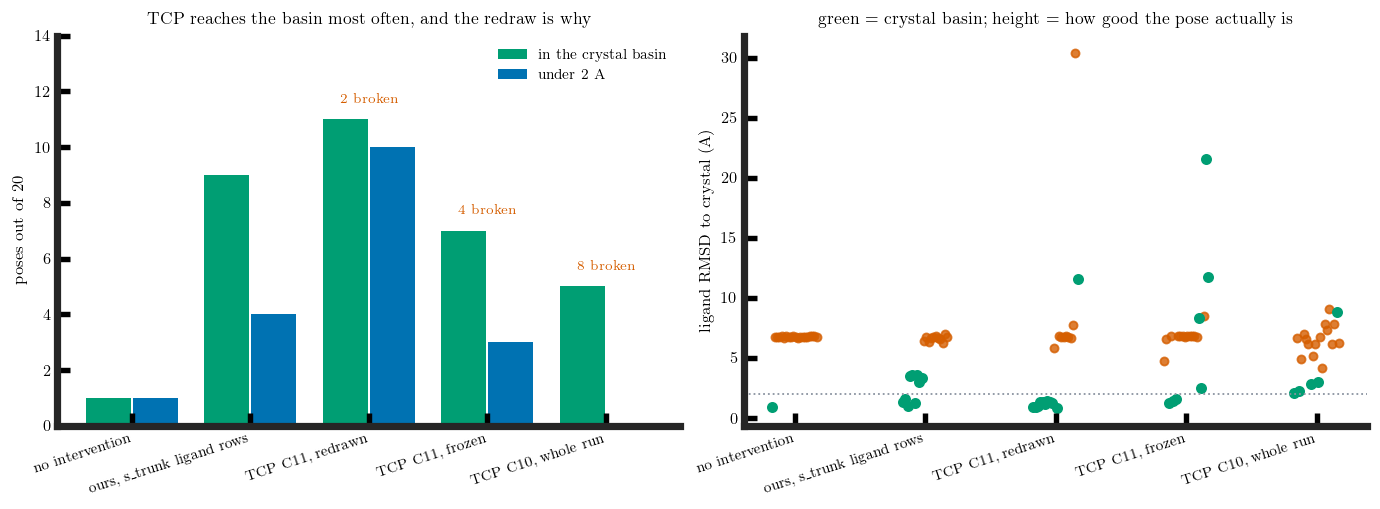 TCP reaches the basin most often, and the redraw is why
poses out of 20
14
12
10
8
6
4
2
0
in the crystal basin
under 2 A
2 broken
4 broken
8 broken
no intervention
ours, s_trunk ligand rows
TCP C11, redrawn
TCP C11, frozen
TCP C10, whole run
green = crystal basin; height = how good the pose actually is
ligand RMSD to crystal (A)
30
25
20
15
10
5
0
no intervention
ours, s_trunk ligand rows
TCP C11, redrawn
TCP C11, frozen
TCP C10, whole run